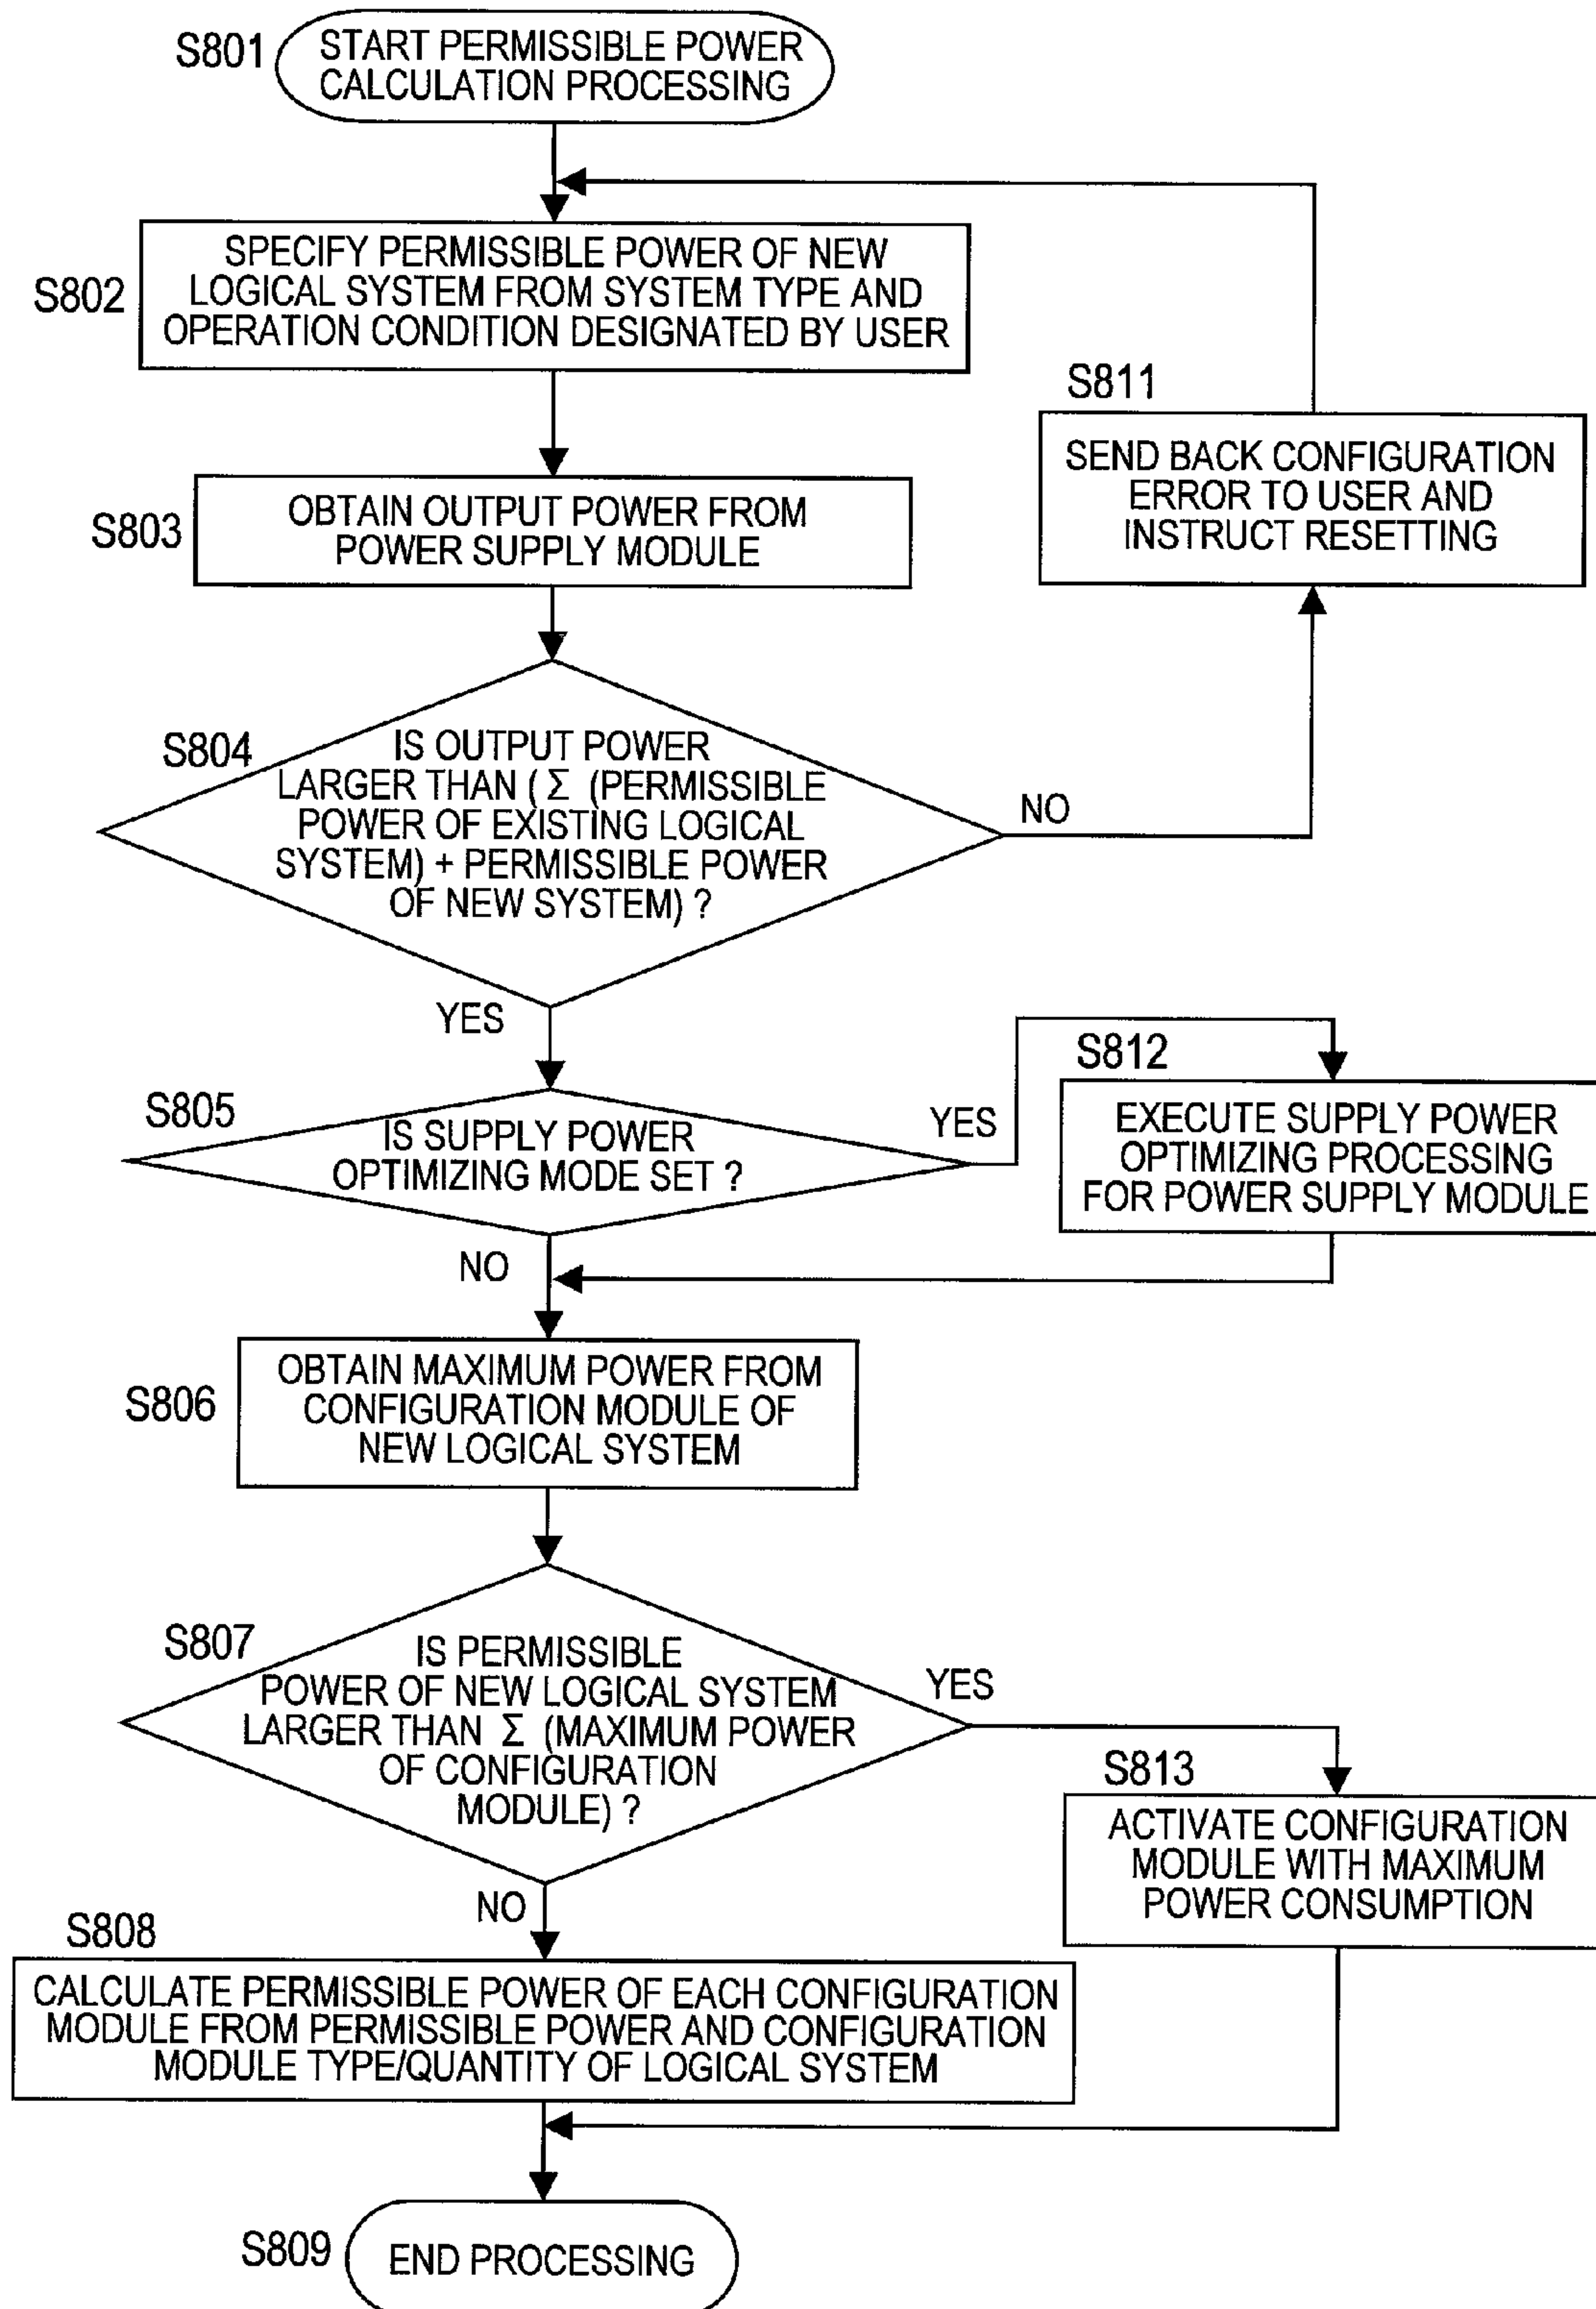 S801
START PERMISSIBLE POWER
CALCULATION PROCESSING
S802
SPECIFY PERMISSIBLE POWER OF NEW
LOGICAL SYSTEM FROM SYSTEM TYPE AND
OPERATION CONDITION DESIGNATED BY USER
S811
SEND BACK CONFIGURATION
ERROR TO USER AND
INSTRUCT RESETTING
S803
OBTAIN OUTPUT POWER FROM
POWER SUPPLY MODULE
S804
IS OUTPUT POWER
LARGER THAN ( Σ (PERMISSIBLE
POWER OF EXISTING LOGICAL
SYSTEM) + PERMISSIBLE POWER
OF NEW SYSTEM) ?
NO
YES
S805
IS SUPPLY POWER
OPTIMIZING MODE SET ?
YES
S812
EXECUTE SUPPLY POWER
OPTIMIZING PROCESSING
FOR POWER SUPPLY MODULE
NO
S806
OBTAIN MAXIMUM POWER FROM
CONFIGURATION MODULE OF
NEW LOGICAL SYSTEM
S807
IS PERMISSIBLE
POWER OF NEW LOGICAL SYSTEM
LARGER THAN Σ (MAXIMUM POWER
OF CONFIGURATION
MODULE) ?
YES
S813
ACTIVATE CONFIGURATION
MODULE WITH MAXIMUM
POWER CONSUMPTION
NO
S808
CALCULATE PERMISSIBLE POWER OF EACH CONFIGURATION
MODULE FROM PERMISSIBLE POWER AND CONFIGURATION
MODULE TYPE/QUANTITY OF LOGICAL SYSTEM
S809
END PROCESSING